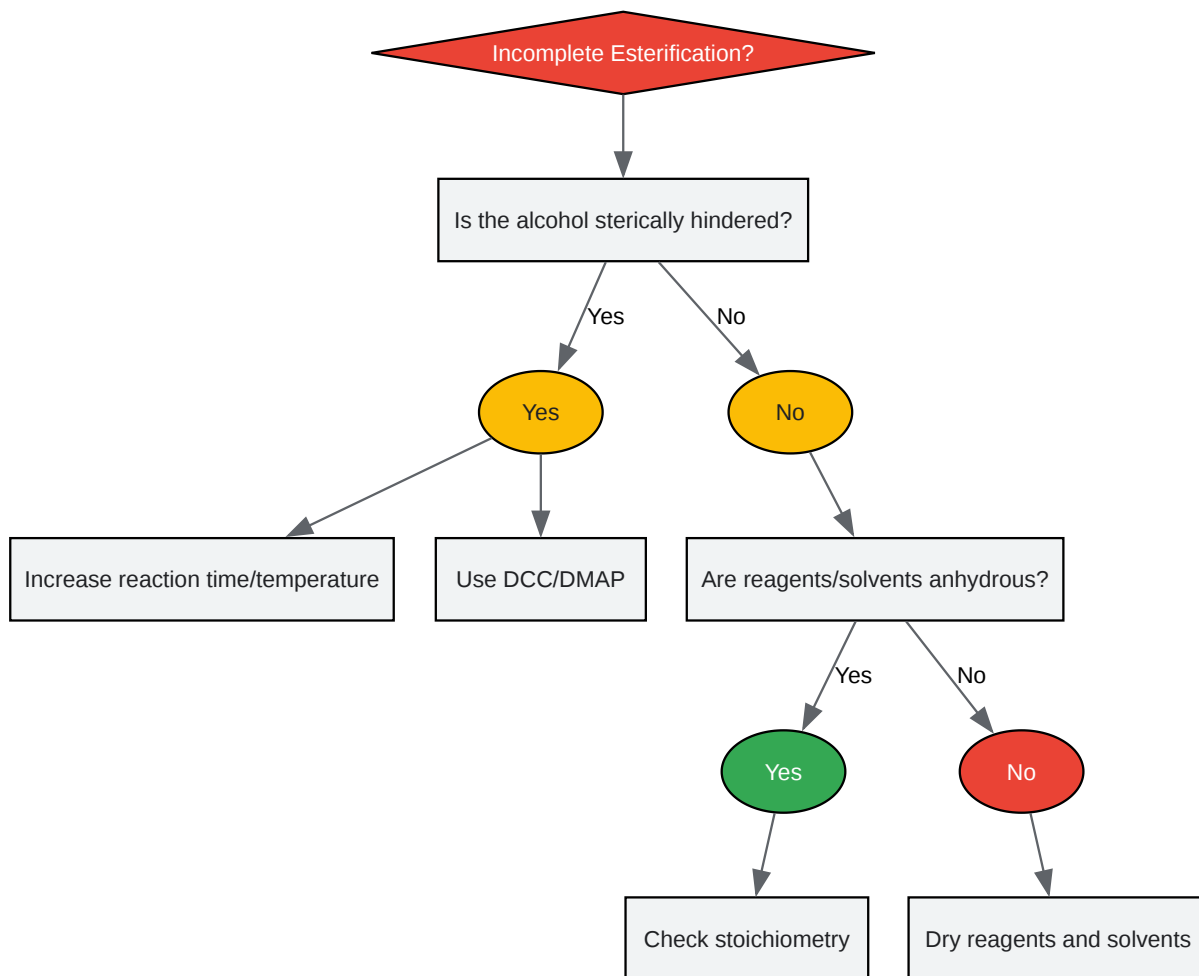 Incomplete Esterification?
Is the alcohol sterically hindered?
Yes
No
Yes
No
Increase reaction time/temperature
Use DCC/DMAP
Are reagents/solvents anhydrous?
Yes
No
Yes
No
Check stoichiometry
Dry reagents and solvents